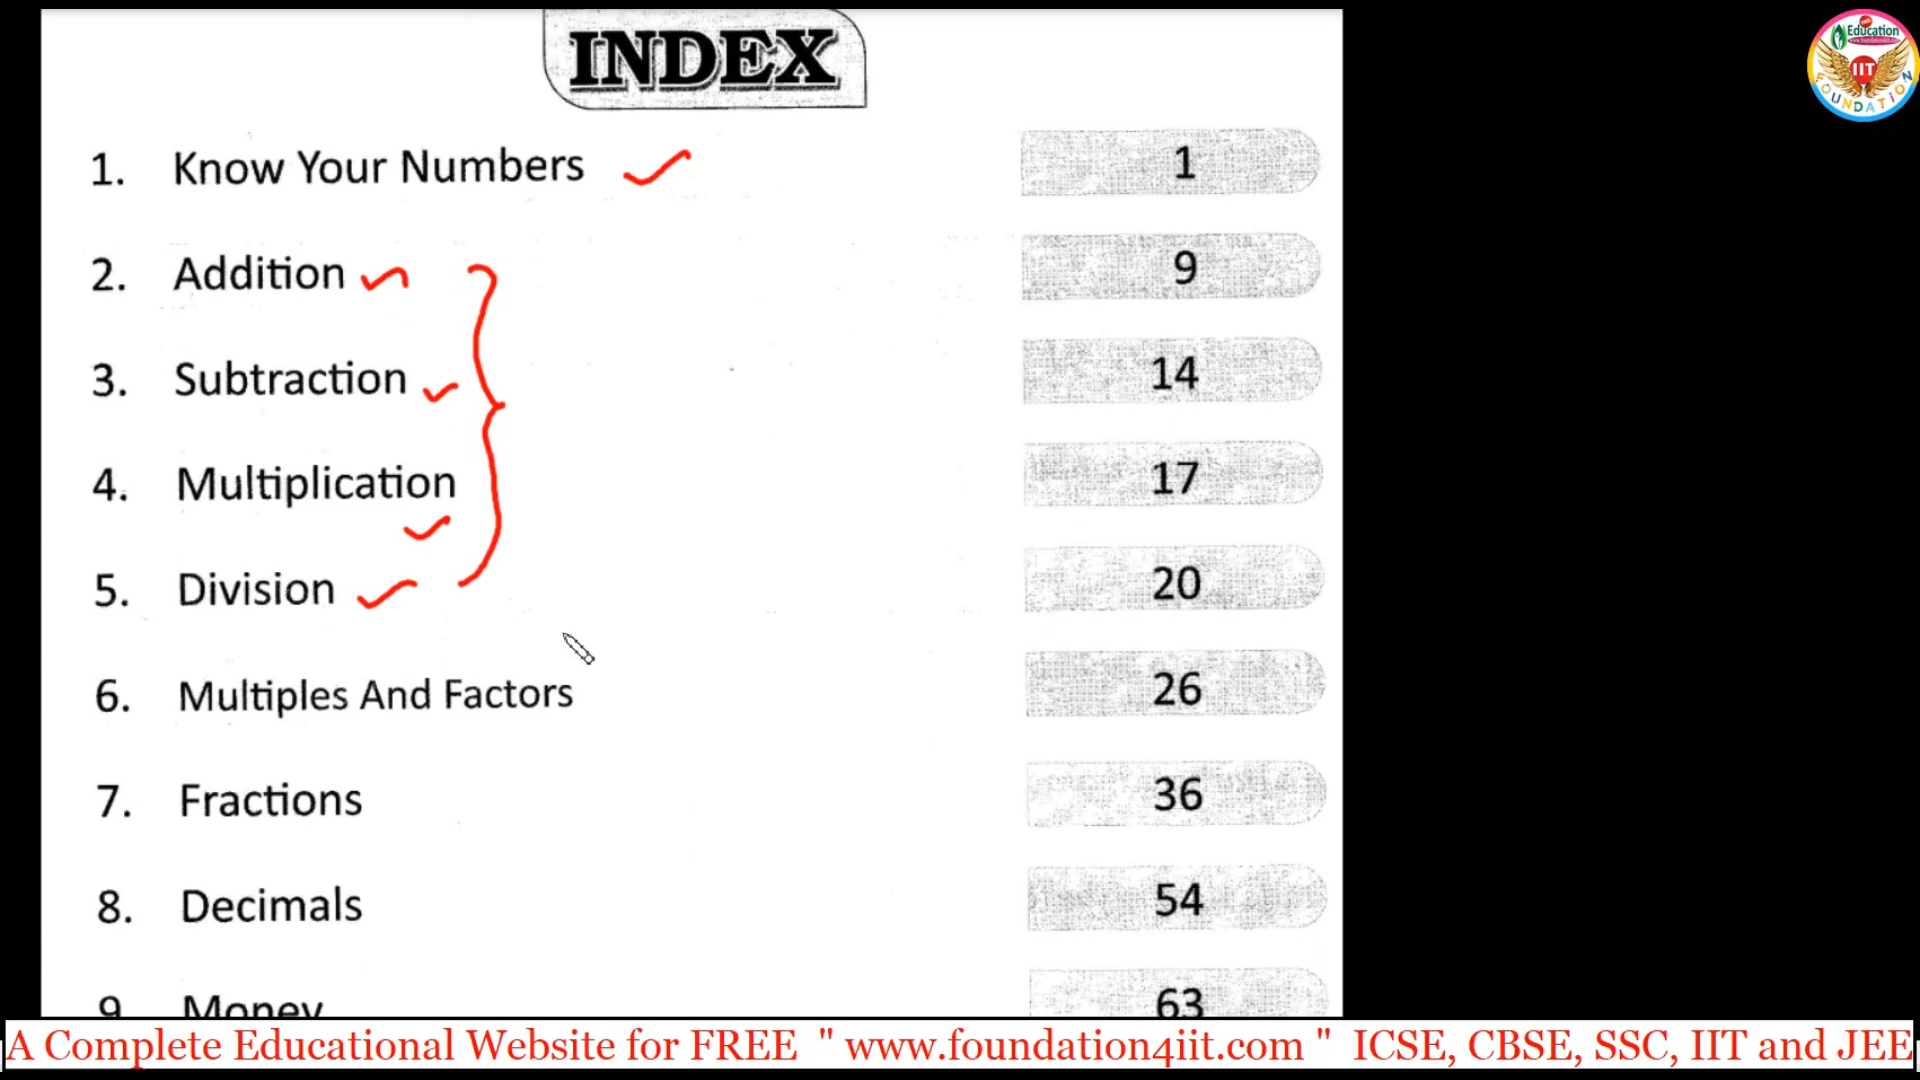 INDEX
1. Know Your Numbers 1
2. Addition 9
3. Subtraction 14
4. Multiplication 17
5. Division 20
6. Multiples And Factors 26
7. Fractions 36
8. Decimals 54
9 Money 63
Education
IIT
FOUNDATION
A Complete Educational Website for FREE " www.foundation4iit.com " ICSE, CBSE, SSC, IIT and JEE